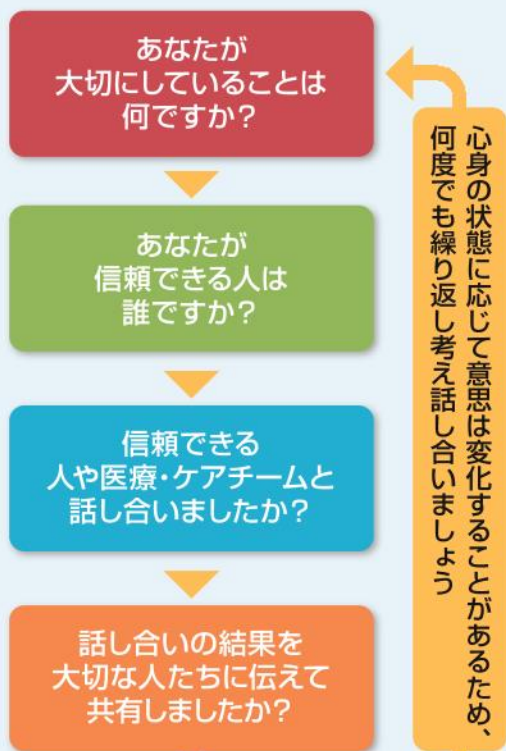 あなたが
大切にしていることは
何ですか?
あなたが
信頼できる人は
誰ですか?
信頼できる
人や医療・ケアチームと
話し合いましたか?
話し合いの結果を
大切な人たちに伝えて
共有しましたか?
心身の状態に応じて意思は変化することがあるため、
何度でも繰り返し考え話し合いましょう